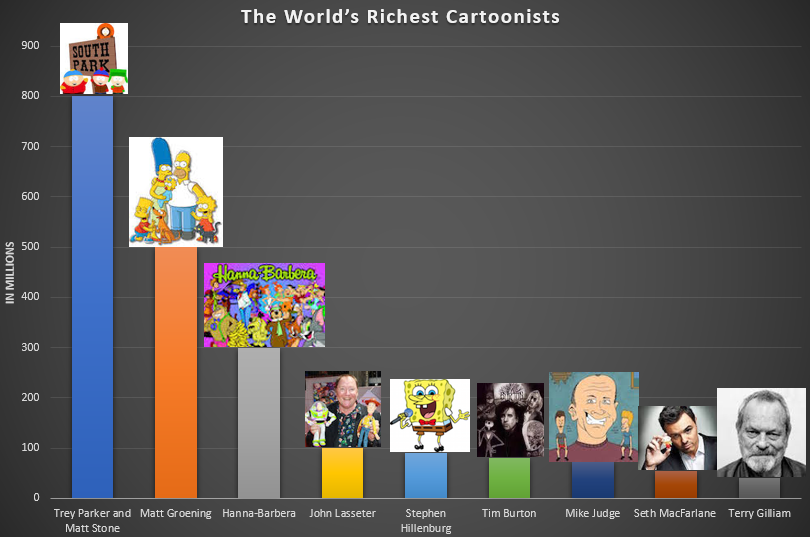 The World's Richest Cartoonists
IN MILLIONS
900
800
700
600
500
400
300
200
100
0
SOUTH
PARK
Hanna-Barbera
Trey Parker and
Matt Stone
Matt Groening
Hanna-Barbera
John Lasseter
Stephen
Hillenburg
Tim Burton
Mike Judge
Seth MacFarlane
Terry Gilliam